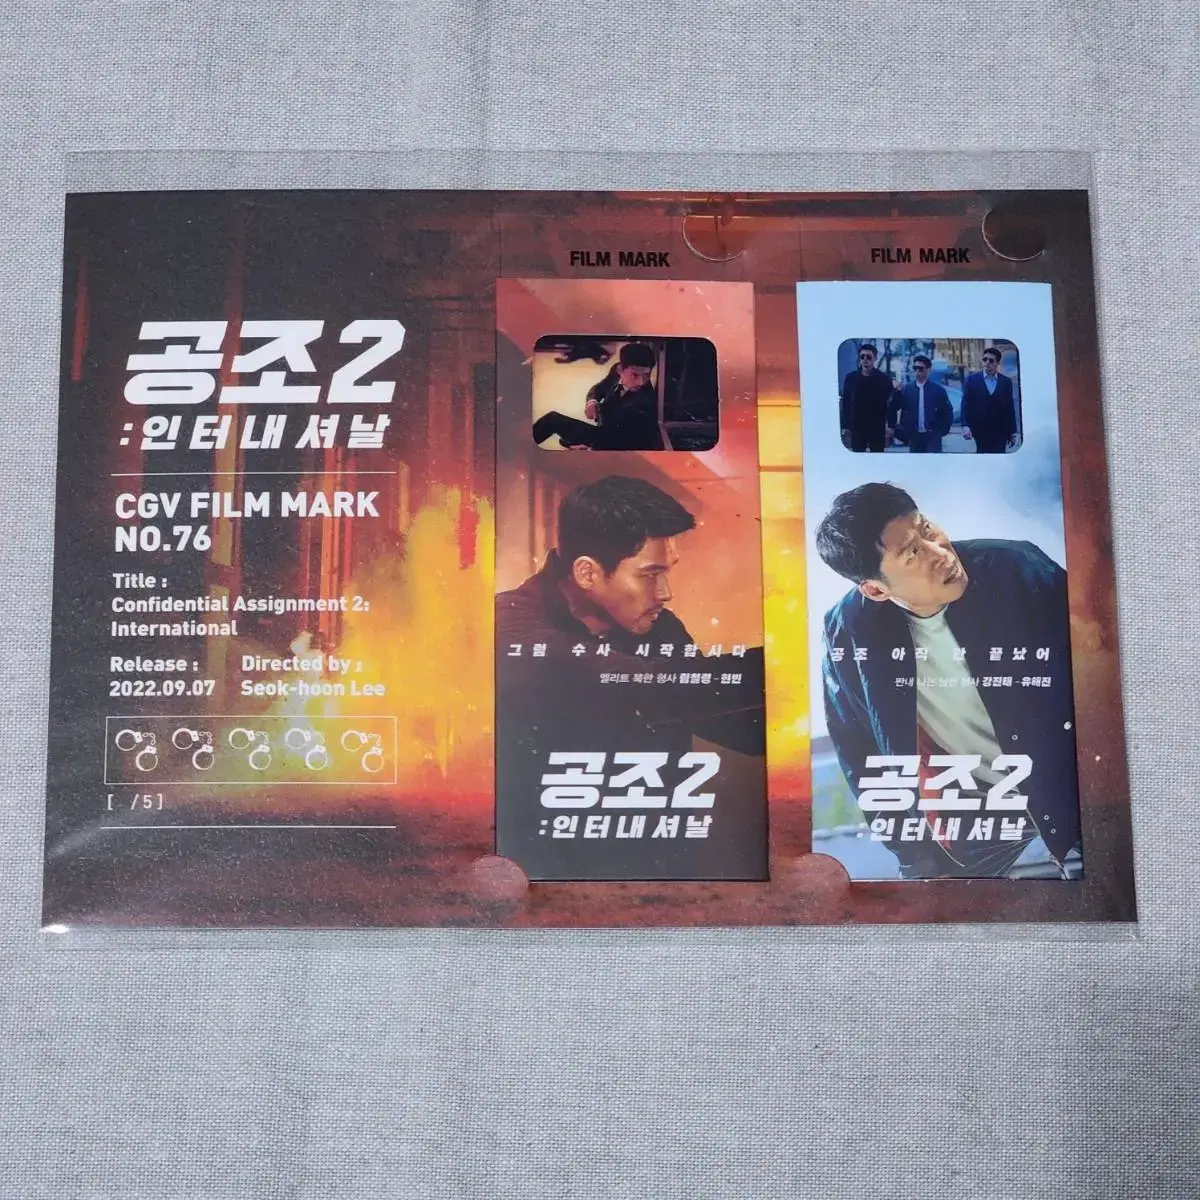 공조2
:인터내셔날
CGV FILM MARK
NO.76
Title :
Confidential Assignment 2:
International
Release :
2022.09.07
Directed by :
Seok-hoon Lee
[ /5]
FILM MARK
그럼 수사 시작합시다
엘리트 북한 형사 림철령 - 현빈
공조2
:인터내셔날
FILM MARK
공조 아직 안 끝났어
짠내 나는 남한 형사 강진태 - 유해진
공조2
:인터내셔날